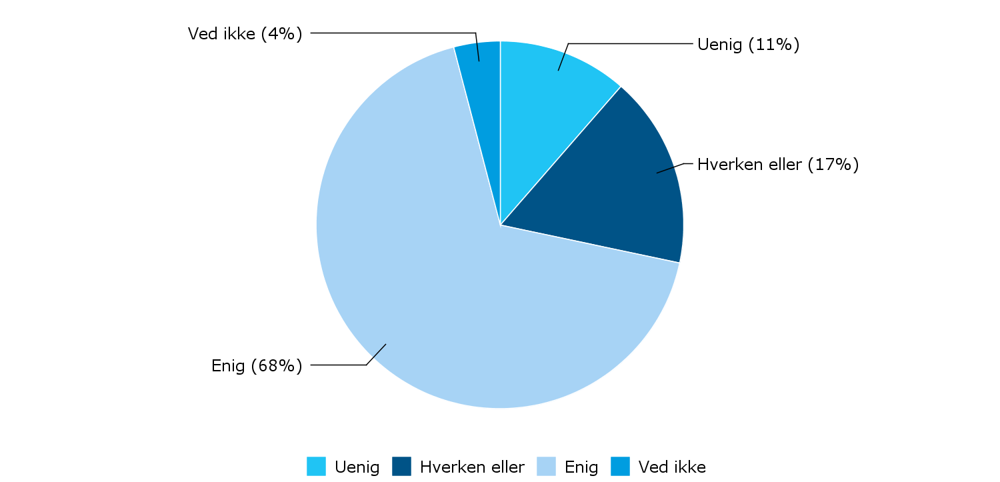 Ved ikke (4%)
Uenig (11%)
Hverken eller (17%)
Enig (68%)
Uenig Hverken eller Enig Ved ikke